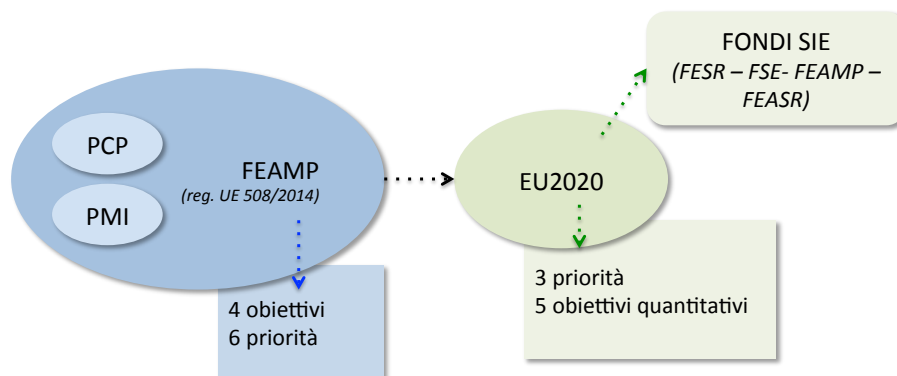 PCP
PMI
FEAMP
(reg. UE 508/2014)
4 obiettivi
6 priorità
EU2020
3 priorità
5 obiettivi quantitativi
FONDI SIE
(FESR – FSE- FEAMP –
FEASR)